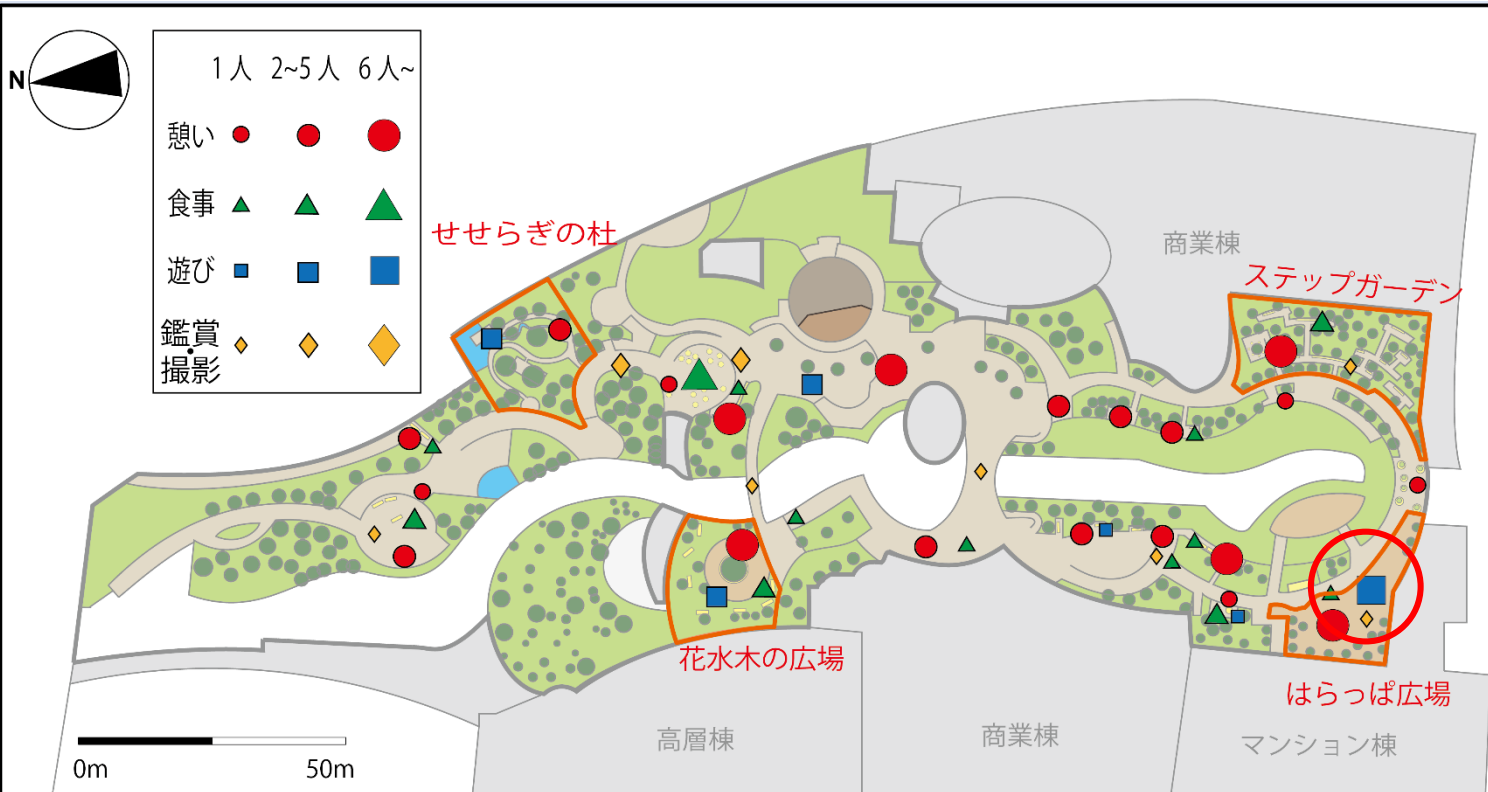 N
1人 2~5人 6人~
憩い
食事
遊び
鑑賞
・
撮影
せせらぎの杜
商業棟
ステップガーデン
花水木の広場
はらっぱ広場
高層棟
商業棟
マンション棟
0m 50m